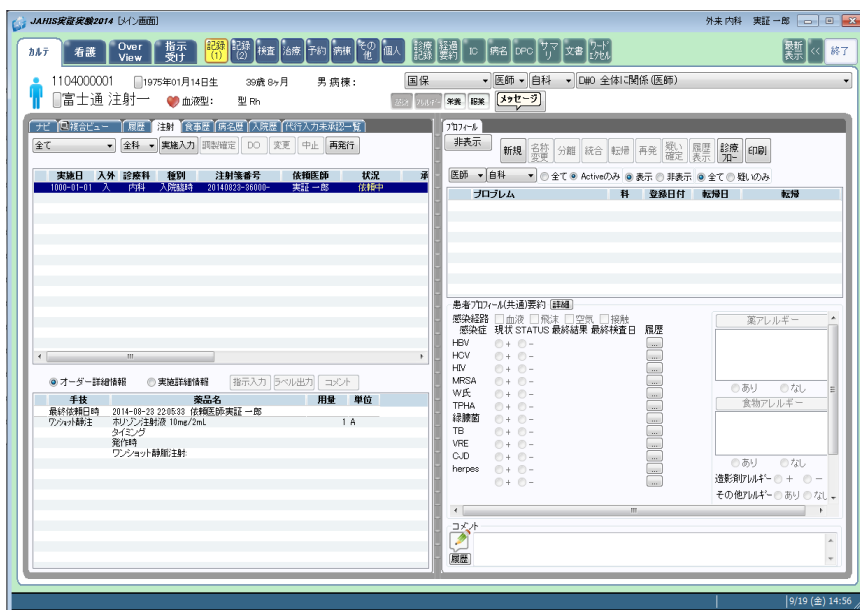 JAHIS実証実験2014 [メイン画面] 外来 内科 実証 一郎
カルテ 看護 Over View 指示受け 記録(1) 記録(2) 検査 治療 予約 病棟 その他 個人 診療記録 経過要約 IC 病名 DPC サマリ 文書 ワードエクセル 最新表示 << 終了
1104000001 1975年01月14日生 39歳 8ヶ月 男 病棟: 国保 医師 自科 D#0 全体に関係 (医師)
富士通 注射一 血液型: 型 Rh 栄養 服薬 メッセージ
ナビ 複合ビュー 履歴 注射 食事歴 病名歴 入院歴 代行入力未承認一覧
全て 全科 実施入力 調製確定 DO 変更 中止 再発行
実施日 入外 診療科 種別 注射箋番号 依頼医師 状況 承
1000-01-01 入 内科 入院臨時 20140823-36000- 実証 一郎 依頼中
オーダー詳細情報 実施詳細情報 指示入力 ラベル出力 コメント
手技 薬品名 用量 単位
最終依頼日時 2014-08-23 22:05:33 依頼医師:実証 一郎
ワンショット静注 ホリゾン注射液 10mg/2mL 1 A
タイミング
発作時
ワンショット静脈注射
プロフィール
非表示 新規 名称変更 分離 統合 転帰 再発 疑い確定 履歴表示 診療フロー 印刷
医師 自科 全て Activeのみ 表示 非表示 全て 疑いのみ
プロブレム 科 登録日付 転帰日 転帰
患者プロフィール(共通)要約 詳細
感染経路 血液 飛沫 空気 接触
感染症 現状 STATUS 最終結果 最終検査日 履歴
HBV + - ...
HCV + - ...
HIV + - ...
MRSA + - ...
W氏 + - ...
TPHA + - ...
緑膿菌 + - ...
TB + - ...
VRE + - ...
CJD + - ...
herpes + - ...
+ - ...
薬アレルギー
あり なし
食物アレルギー
あり なし
造影剤アレルギー + -
その他アレルギー あり なし
コメント
履歴
9/19 (金) 14:56